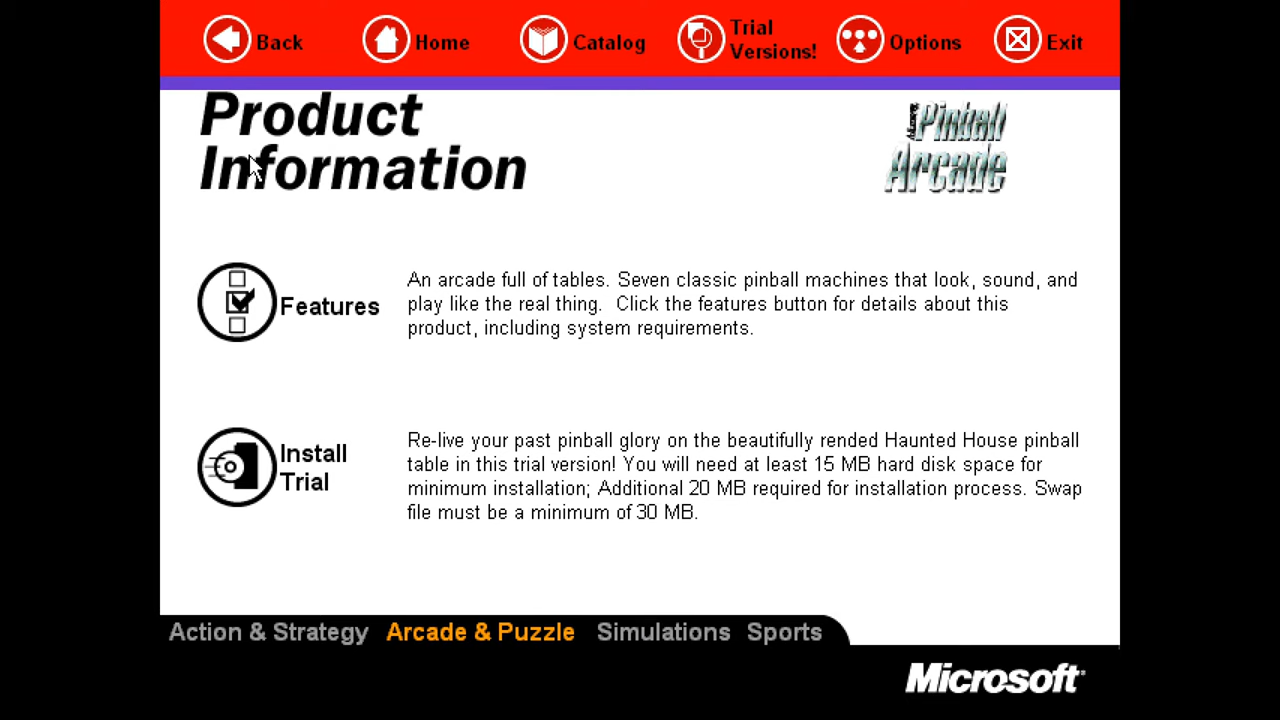 Back
Home
Catalog
Trial
Versions!
Options
Exit
Product
Information
Pinball
Arcade
Features
An arcade full of tables. Seven classic pinball machines that look, sound, and
play like the real thing. Click the features button for details about this
product, including system requirements.
Install
Trial
Re-live your past pinball glory on the beautifully rended Haunted House pinball
table in this trial version! You will need at least 15 MB hard disk space for
minimum installation; Additional 20 MB required for installation process. Swap
file must be a minimum of 30 MB.
Action & Strategy
Arcade & Puzzle
Simulations
Sports
Microsoft